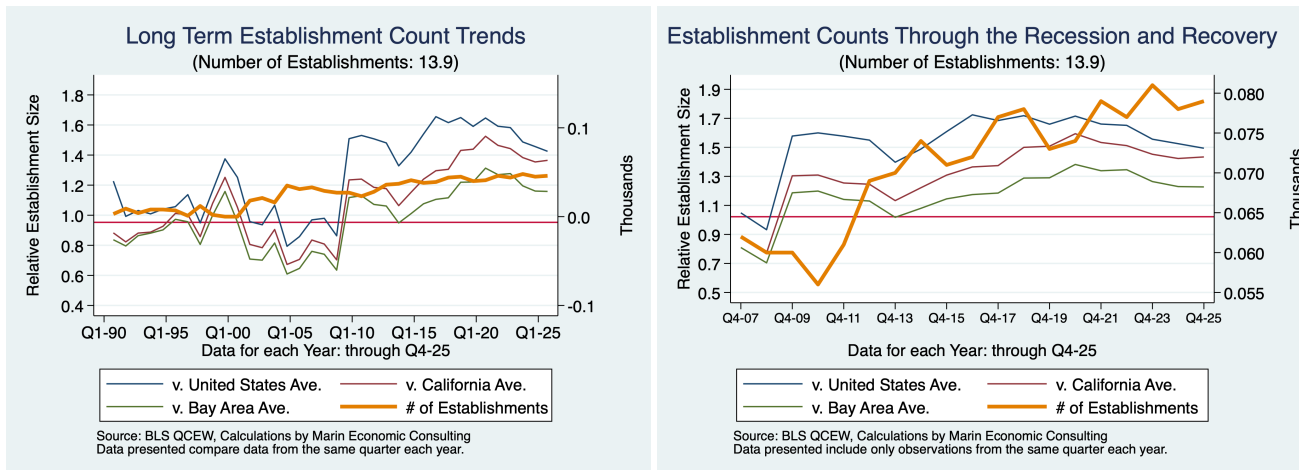 Long Term Establishment Count Trends
(Number of Establishments: 13.9)
Relative Establishment Size
1.8
1.6
1.4
1.2
1.0
0.8
0.6
0.4
0.1
0.0
-0.1
Thousands
Q1-90 Q1-95 Q1-00 Q1-05 Q1-10 Q1-15 Q1-20 Q1-25
Data for each Year: through Q4-25
v. United States Ave. v. California Ave.
v. Bay Area Ave. # of Establishments
Source: BLS QCEW, Calculations by Marin Economic Consulting
Data presented compare data from the same quarter each year.
Establishment Counts Through the Recession and Recovery
(Number of Establishments: 13.9)
Relative Establishment Size
1.9
1.7
1.5
1.3
1.1
0.9
0.7
0.5
0.080
0.075
0.070
0.065
0.060
0.055
Thousands
Q4-07 Q4-09 Q4-11 Q4-13 Q4-15 Q4-17 Q4-19 Q4-21 Q4-23 Q4-25
Data for each Year: through Q4-25
v. United States Ave. v. California Ave.
v. Bay Area Ave. # of Establishments
Source: BLS QCEW, Calculations by Marin Economic Consulting
Data presented include only observations from the same quarter each year.